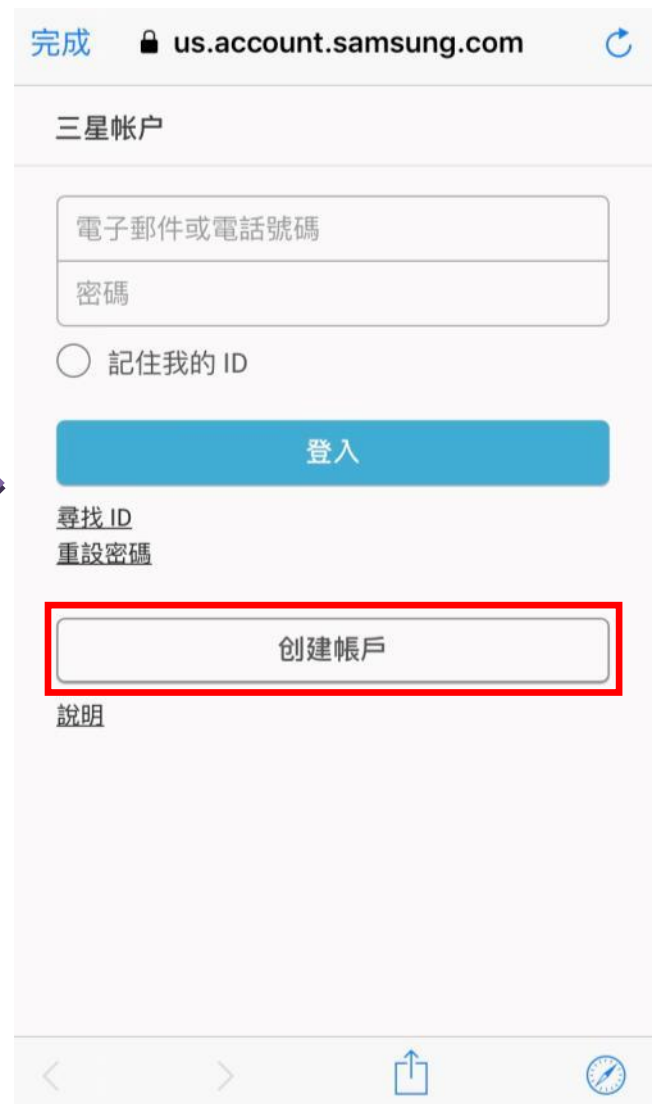 完成 us.account.samsung.com
三星帐户
電子郵件或電話號碼
密碼
記住我的 ID
登入
尋找 ID
重設密碼
创建帳戶
說明